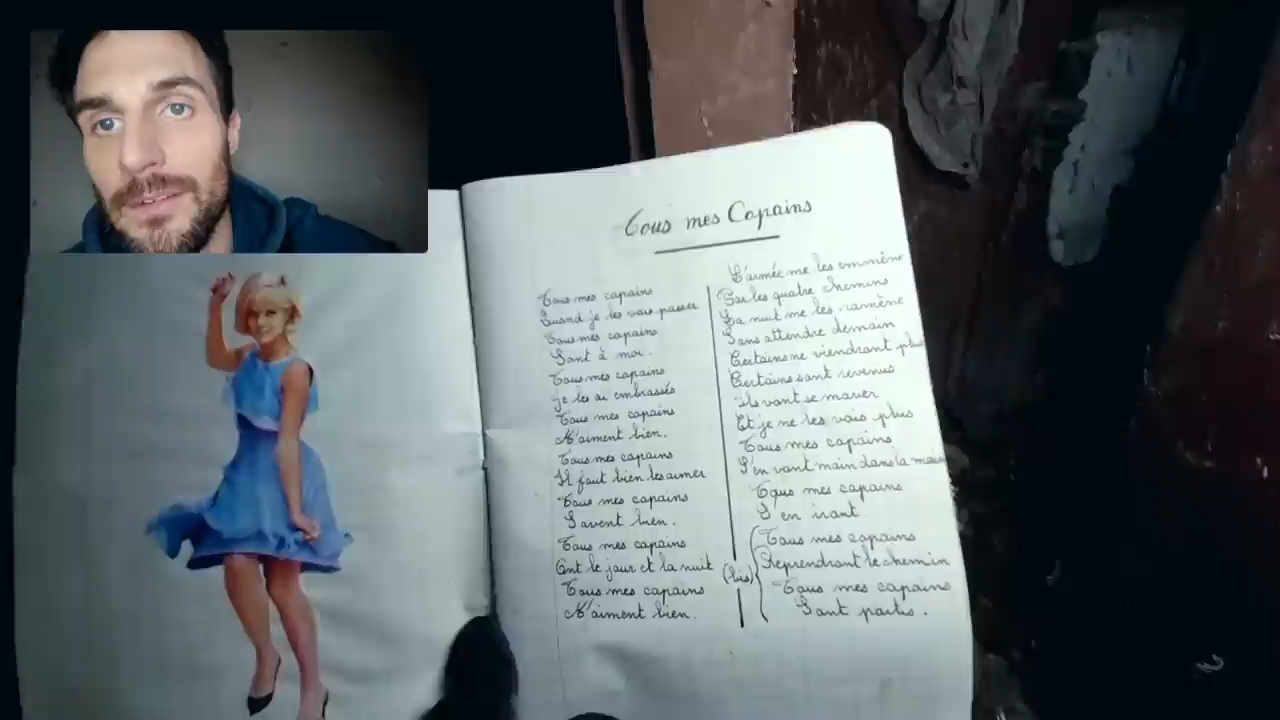 Tous mes Copains
Tous mes copains
Quand je les vois passer
Tous mes copains
Sont à moi.
Tous mes copains
je les ai embrassés
Tous mes copains
M'aiment bien.
Tous mes copains
Il faut bien les aimer
Tous mes copains
Savent bien.
Tous mes copains
Ont le jour et la nuit
Tous mes copains
M'aiment bien.
L'armée me les emmène
Par les quatre chemins
La nuit me les ramène
Sans attendre demain
Certains ne viendront plus
Certains sont revenus
Ils vont se marier
Et je ne les vois plus
Tous mes copains
S'en vont main dans la main
Tous mes copains
S'en iront
(bis)
Tous mes copains
Reprendront le chemin
Tous mes copains
Sont partis.